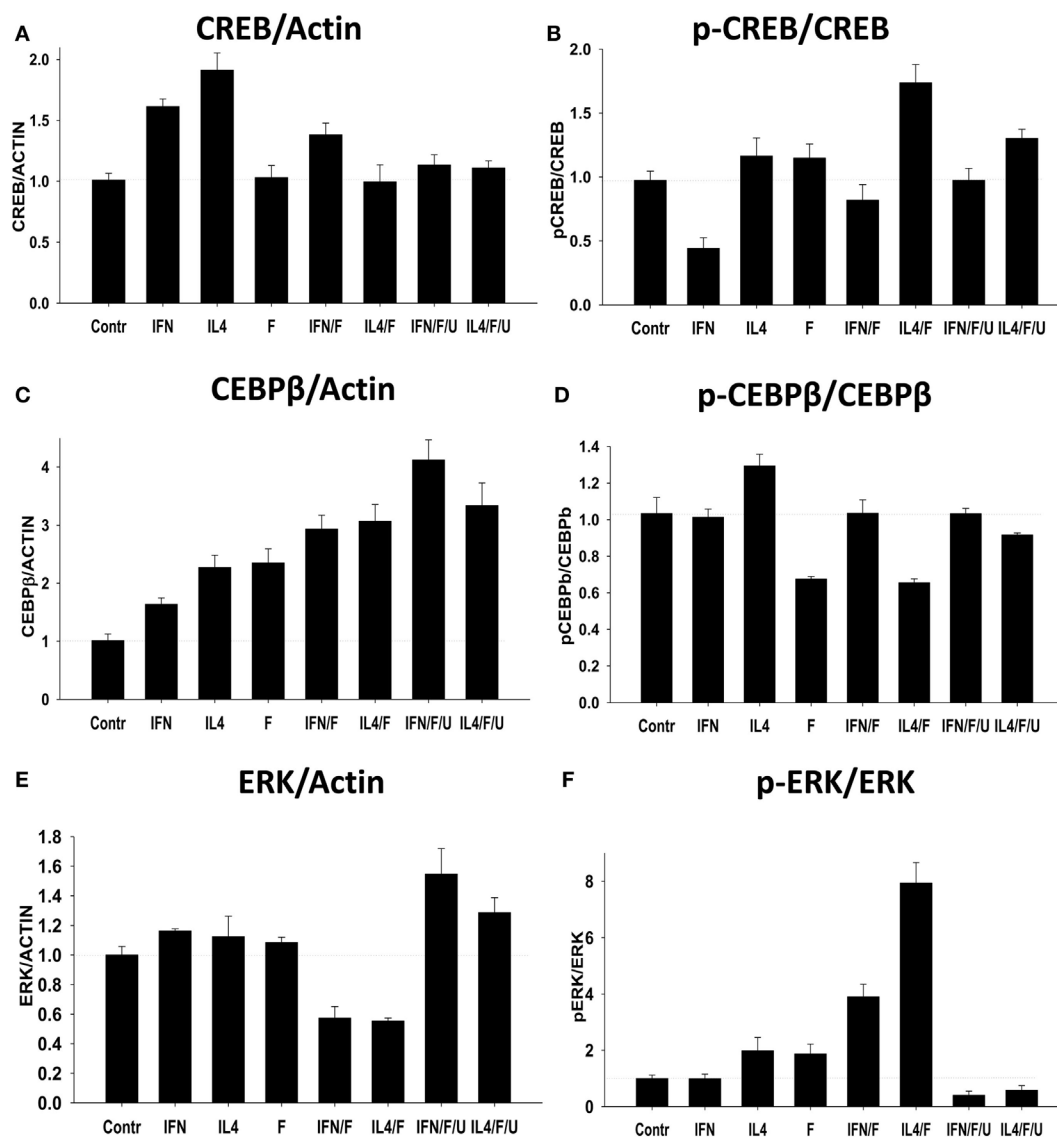 A
CREB/Actin
CREB/ACTIN
2.0
1.5
1.0
0.5
0.0
Contr IFN IL4 F IFN/F IL4/F IFN/F/U IL4/F/U
B
p-CREB/CREB
pCREB/CREB
2.0
1.5
1.0
0.5
0.0
Contr IFN IL4 F IFN/F IL4/F IFN/F/U IL4/F/U
C
CEBPβ/Actin
CEBPβ/ACTIN
4
3
2
1
0
Contr IFN IL4 F IFN/F IL4/F IFN/F/U IL4/F/U
D
p-CEBPβ/CEBPβ
pCEBPb/CEBPb
1.4
1.2
1.0
0.8
0.6
0.4
0.2
0.0
Contr IFN IL4 F IFN/F IL4/F IFN/F/U IL4/F/U
E
ERK/Actin
ERK/ACTIN
1.8
1.6
1.4
1.2
1.0
0.8
0.6
0.4
0.2
0.0
Contr IFN IL4 F IFN/F IL4/F IFN/F/U IL4/F/U
F
p-ERK/ERK
pERK/ERK
8
6
4
2
0
Contr IFN IL4 F IFN/F IL4/F IFN/F/U IL4/F/U